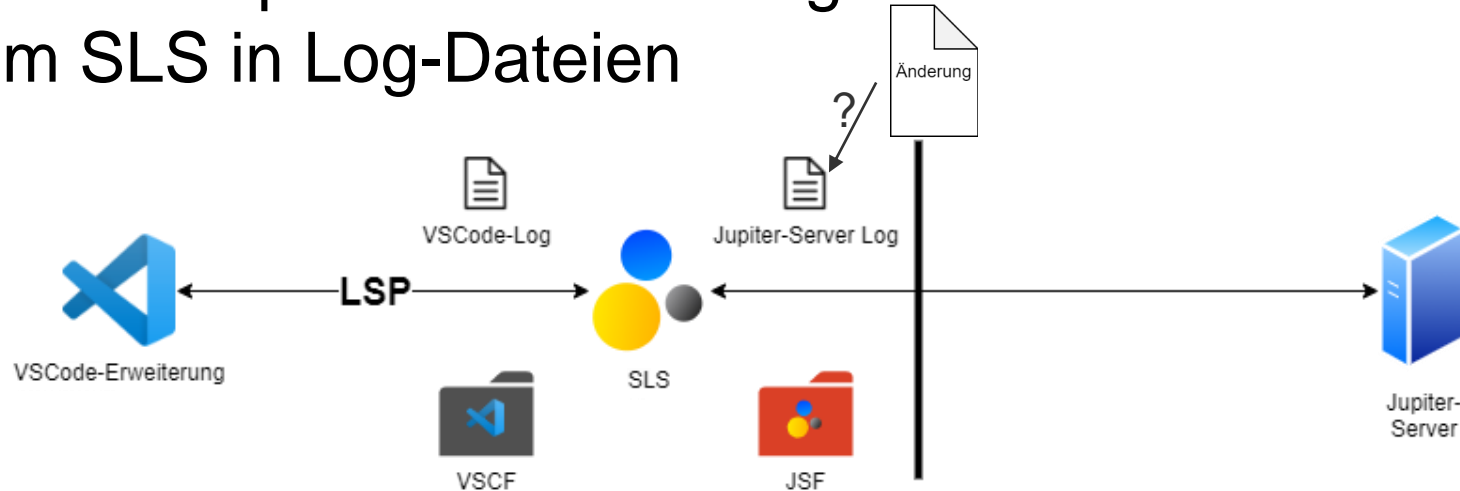 m SLS in Log-Dateien
Änderung
?
VSCode-Log
Jupiter-Server Log
LSP
VSCode-Erweiterung
SLS
Jupiter-
Server
VSCF
JSF